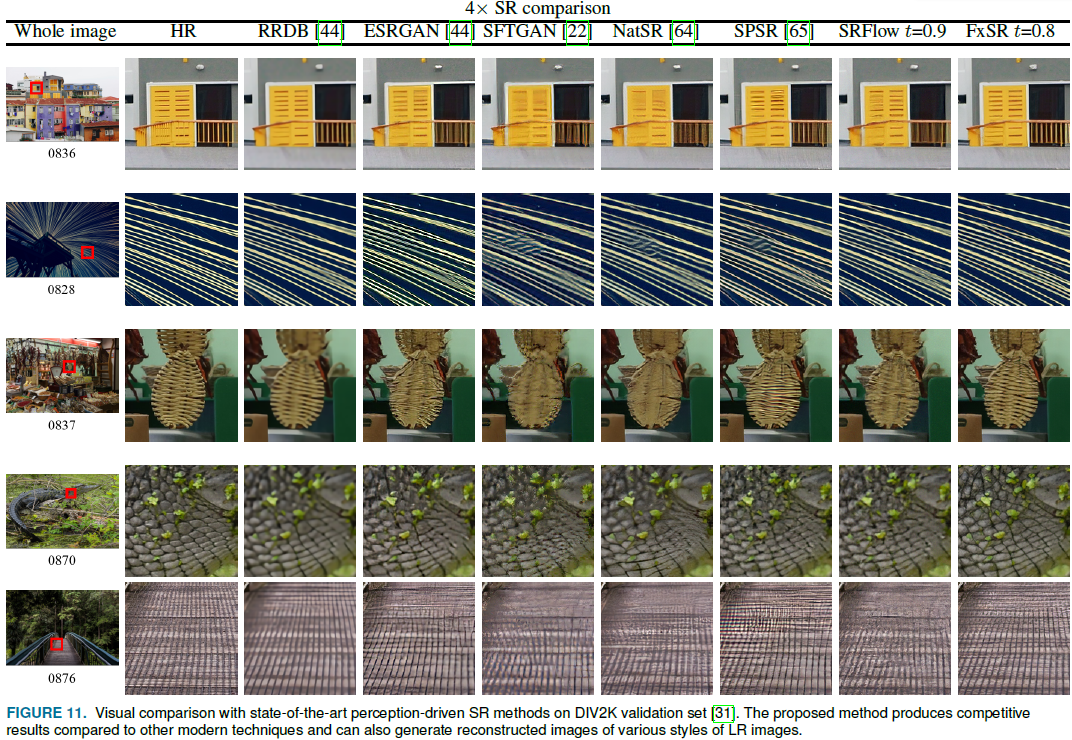 4× SR comparison
Whole image HR RRDB [44] ESRGAN [44] SFTGAN [22] NatSR [64] SPSR [65] SRFlow t=0.9 FxSR t=0.8
0836
0828
0837
0870
0876
FIGURE 11. Visual comparison with state-of-the-art perception-driven SR methods on DIV2K validation set [31]. The proposed method produces competitive
results compared to other modern techniques and can also generate reconstructed images of various styles of LR images.